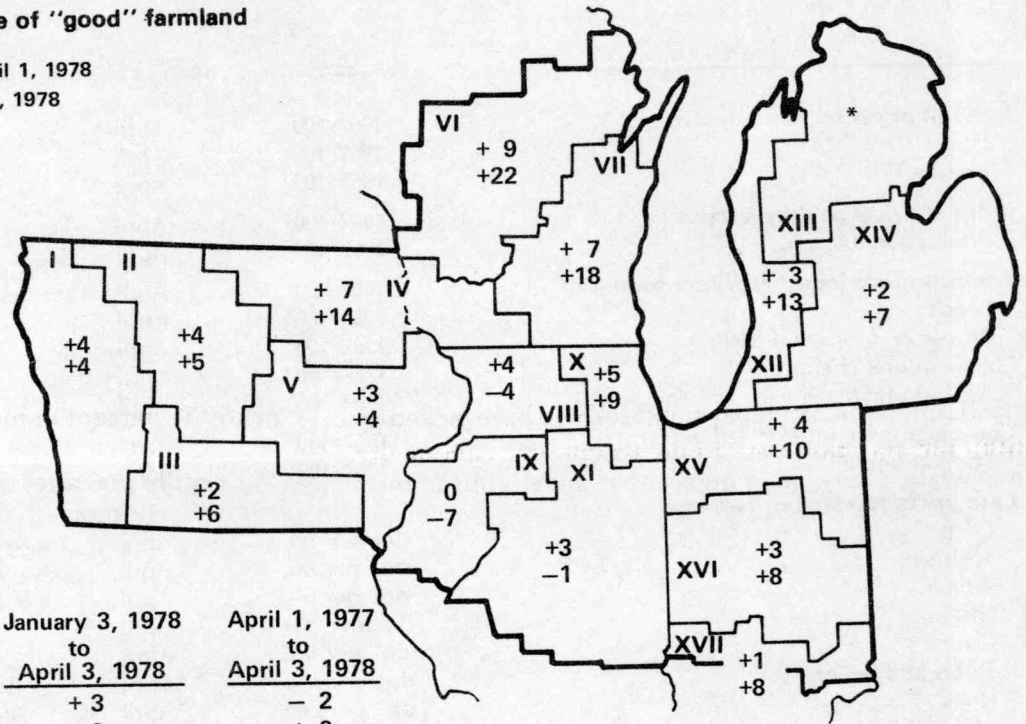 e of "good" farmland
il 1, 1978
, 1978
VI
+ 9
+22
VII
+ 7
+18
*
XIII
XIV
+ 3
+13
+2
+7
XII
I
II
IV
+ 7
+14
+4
+4
+4
+5
V
+3
+4
+4
−4
X
+5
+9
VIII
III
+2
+6
IX
XI
0
−7
+ 4
+10
XV
+3
−1
XVI
+3
+8
XVII
+1
+8
January 3, 1978
to
April 3, 1978
April 1, 1977
to
April 3, 1978
+ 3
− 2